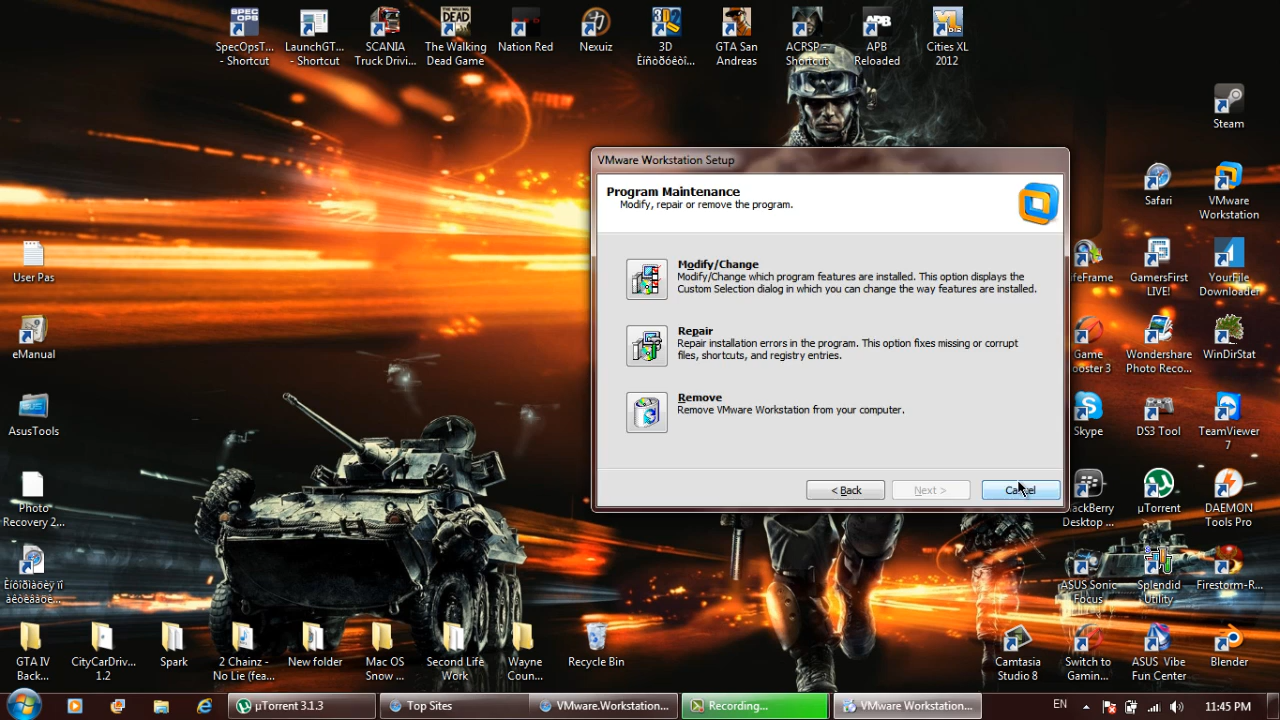 SpecOpsT...
- Shortcut
LaunchGT...
- Shortcut
SCANIA
Truck Drivi...
The Walking
Dead Game
Nation Red
Nexuiz
3D
Êíñòðóêòî...
GTA San
Andreas
ACRSP -
Shortcut
APB
Reloaded
Cities XL
2012
Steam
Safari
VMware
Workstation
User Pas
GamersFirst
LIVE!
YourFile
Downloader
eManual
Game
ooster 3
Wondershare
Photo Reco...
WinDirStat
AsusTools
Skype
DS3 Tool
TeamViewer
7
Photo
Recovery 2,...
ackBerry
Desktop ...
µTorrent
DAEMON
Tools Pro
ASUS Sonic
Focus
Splendid
Utility
Firestorm-R...
GTA IV
Back...
CityCarDriv...
1.2
Spark
2 Chainz -
No Lie (fea...
New folder
Mac OS
Snow ...
Second Life
Work
Wayne
Coun...
Recycle Bin
Camtasia
Studio 8
Switch to
Gamin...
ASUS Vibe
Fun Center
Blender
VMware Workstation Setup
Program Maintenance
Modify, repair or remove the program.
Modify/Change
Modify/Change which program features are installed. This option displays the
Custom Selection dialog in which you can change the way features are installed.
Repair
Repair installation errors in the program. This option fixes missing or corrupt
files, shortcuts, and registry entries.
Remove
Remove VMware Workstation from your computer.
< Back
Next >
Cancel
µTorrent 3.1.3
Top Sites
VMware.Workstation...
Recording...
VMware Workstation...
EN
11:45 PM